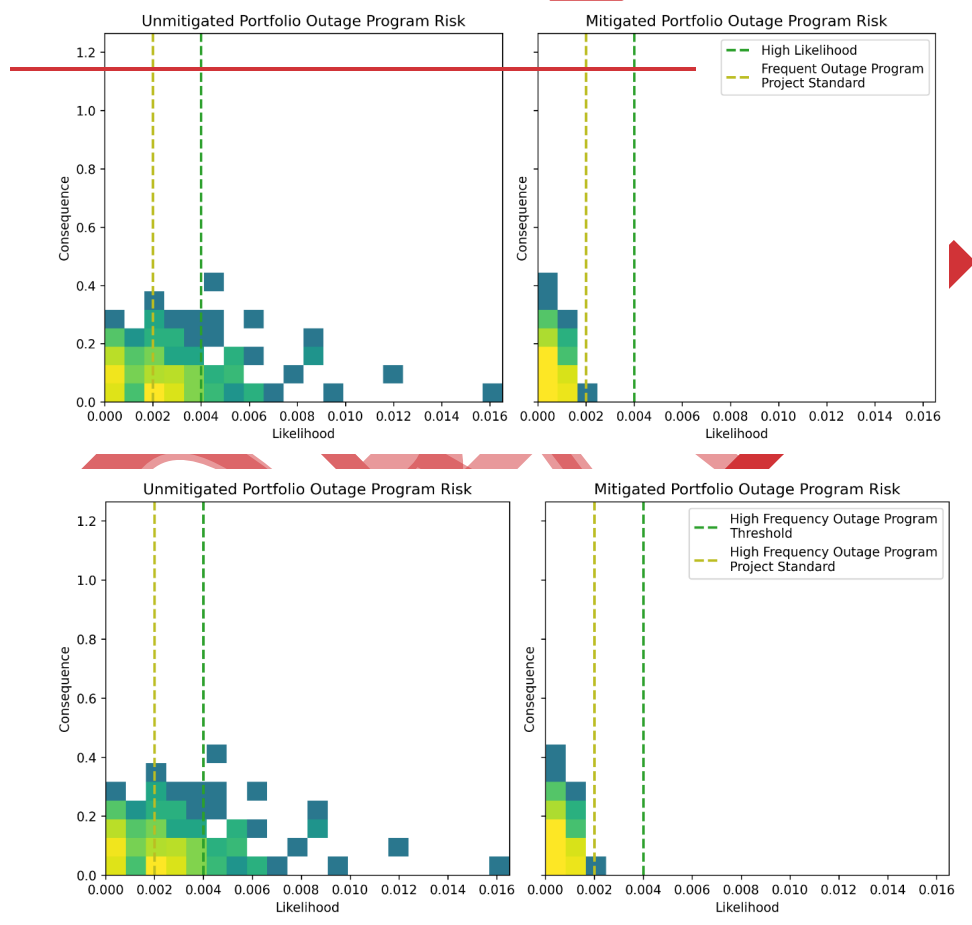 Unmitigated Portfolio Outage Program Risk
1.2
1.0
0.8
0.6
0.4
0.2
0.0
Consequence
0.000 0.002 0.004 0.006 0.008 0.010 0.012 0.014 0.016
Likelihood
Mitigated Portfolio Outage Program Risk
High Likelihood
Frequent Outage Program
Project Standard
Consequence
0.000 0.002 0.004 0.006 0.008 0.010 0.012 0.014 0.016
Likelihood
Unmitigated Portfolio Outage Program Risk
1.2
1.0
0.8
0.6
0.4
0.2
0.0
Consequence
0.000 0.002 0.004 0.006 0.008 0.010 0.012 0.014 0.016
Likelihood
Mitigated Portfolio Outage Program Risk
High Frequency Outage Program
Threshold
High Frequency Outage Program
Project Standard
Consequence
0.000 0.002 0.004 0.006 0.008 0.010 0.012 0.014 0.016
Likelihood